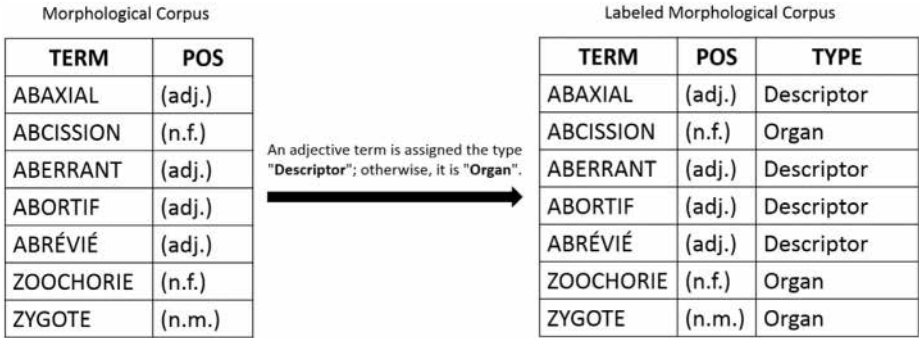 Morphological Corpus
TERM POS
ABAXIAL (adj.)
ABCISSION (n.f.)
ABERRANT (adj.)
ABORTIF (adj.)
ABRÉVIÉ (adj.)
ZOOCHORIE (n.f.)
ZYGOTE (n.m.)
An adjective term is assigned the type
"Descriptor"; otherwise, it is "Organ".
Labeled Morphological Corpus
TERM POS TYPE
ABAXIAL (adj.) Descriptor
ABCISSION (n.f.) Organ
ABERRANT (adj.) Descriptor
ABORTIF (adj.) Descriptor
ABRÉVIÉ (adj.) Descriptor
ZOOCHORIE (n.f.) Organ
ZYGOTE (n.m.) Organ